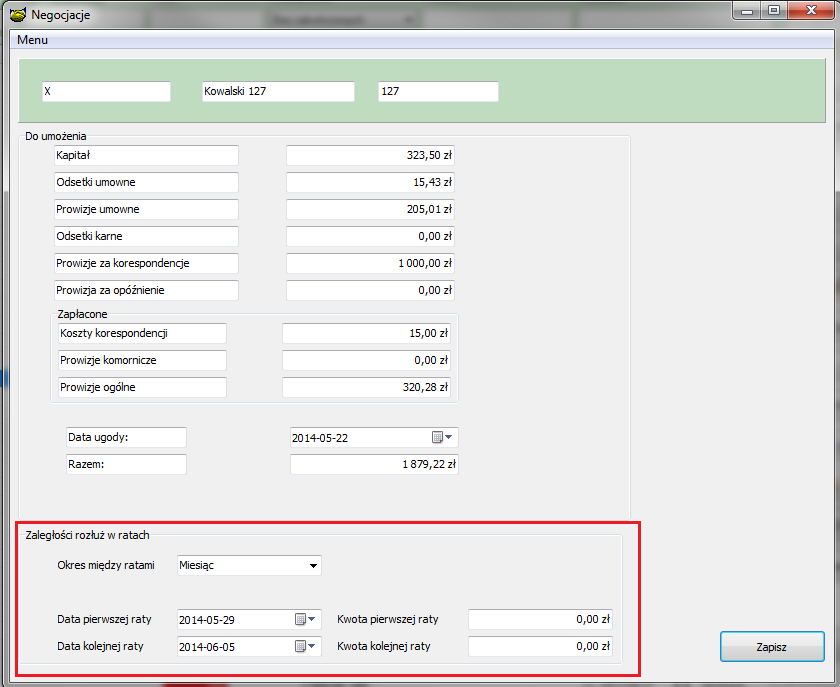 Negocjacje
Menu
X Kowalski 127 127
Do umożenia
Kapitał 323,50 zł
Odsetki umowne 15,43 zł
Prowizje umowne 205,01 zł
Odsetki karne 0,00 zł
Prowizje za korespondencje 1 000,00 zł
Prowizja za opóźnienie 0,00 zł
Zapłacone
Koszty korespondencji 15,00 zł
Prowizje komornicze 0,00 zł
Prowizje ogólne 320,28 zł
Data ugody: 2014-05-22
Razem: 1 879,22 zł
Zaległości rozłuż w ratach
Okres między ratami Miesiąc
Data pierwszej raty 2014-05-29 Kwota pierwszej raty 0,00 zł
Data kolejnej raty 2014-06-05 Kwota kolejnej raty 0,00 zł
Zapisz